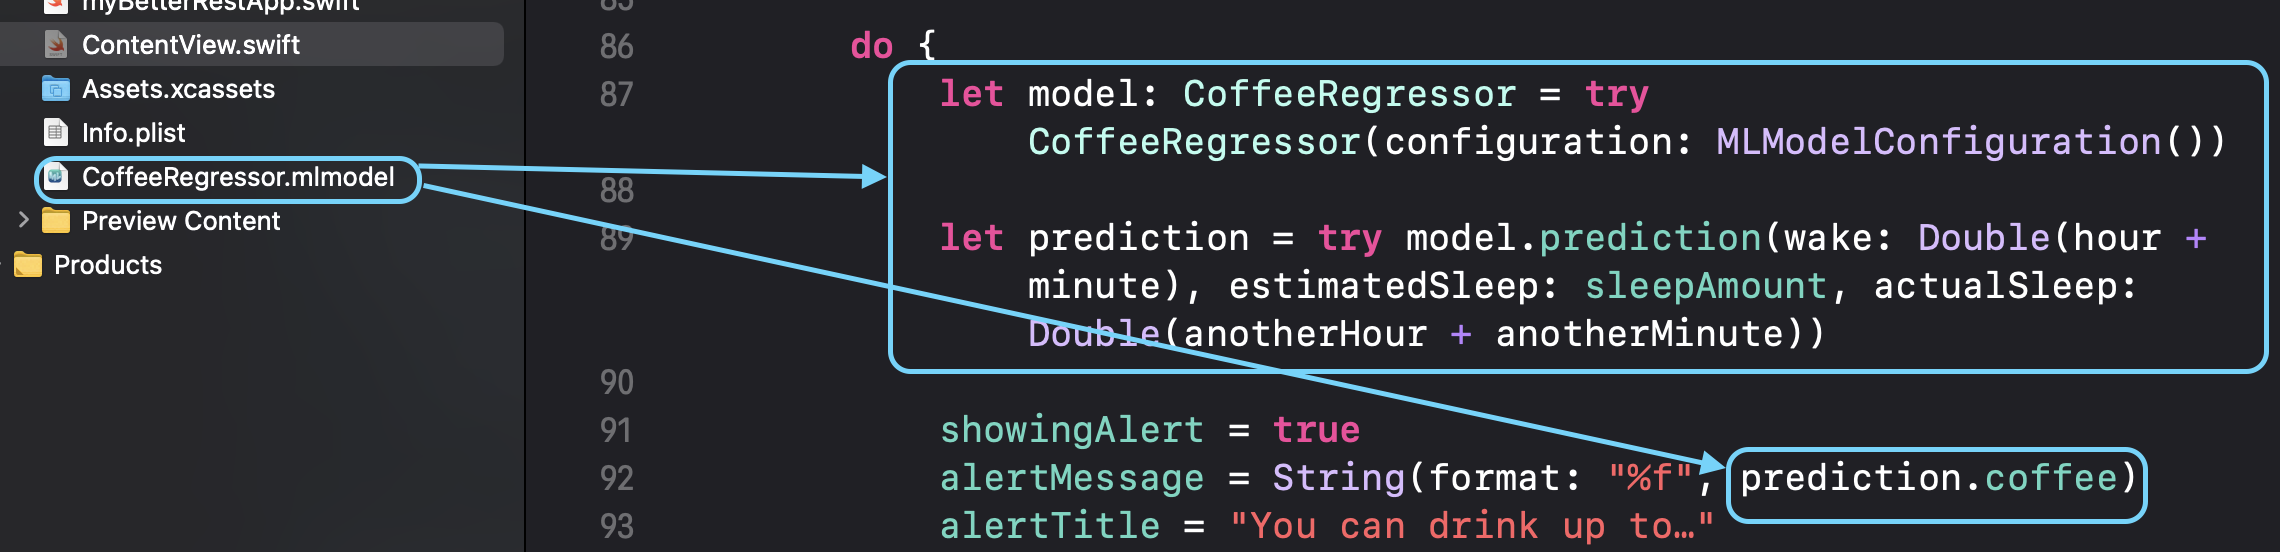 myBetterRestApp.swift
ContentView.swift
Assets.xcassets
Info.plist
CoffeeRegressor.mlmodel
Preview Content
Products
85
86 do {
87 let model: CoffeeRegressor = try
CoffeeRegressor(configuration: MLModelConfiguration())
88
89 let prediction = try model.prediction(wake: Double(hour +
minute), estimatedSleep: sleepAmount, actualSleep:
Double(anotherHour + anotherMinute))
90
91 showingAlert = true
92 alertMessage = String(format: "%f", prediction.coffee)
93 alertTitle = "You can drink up to…"